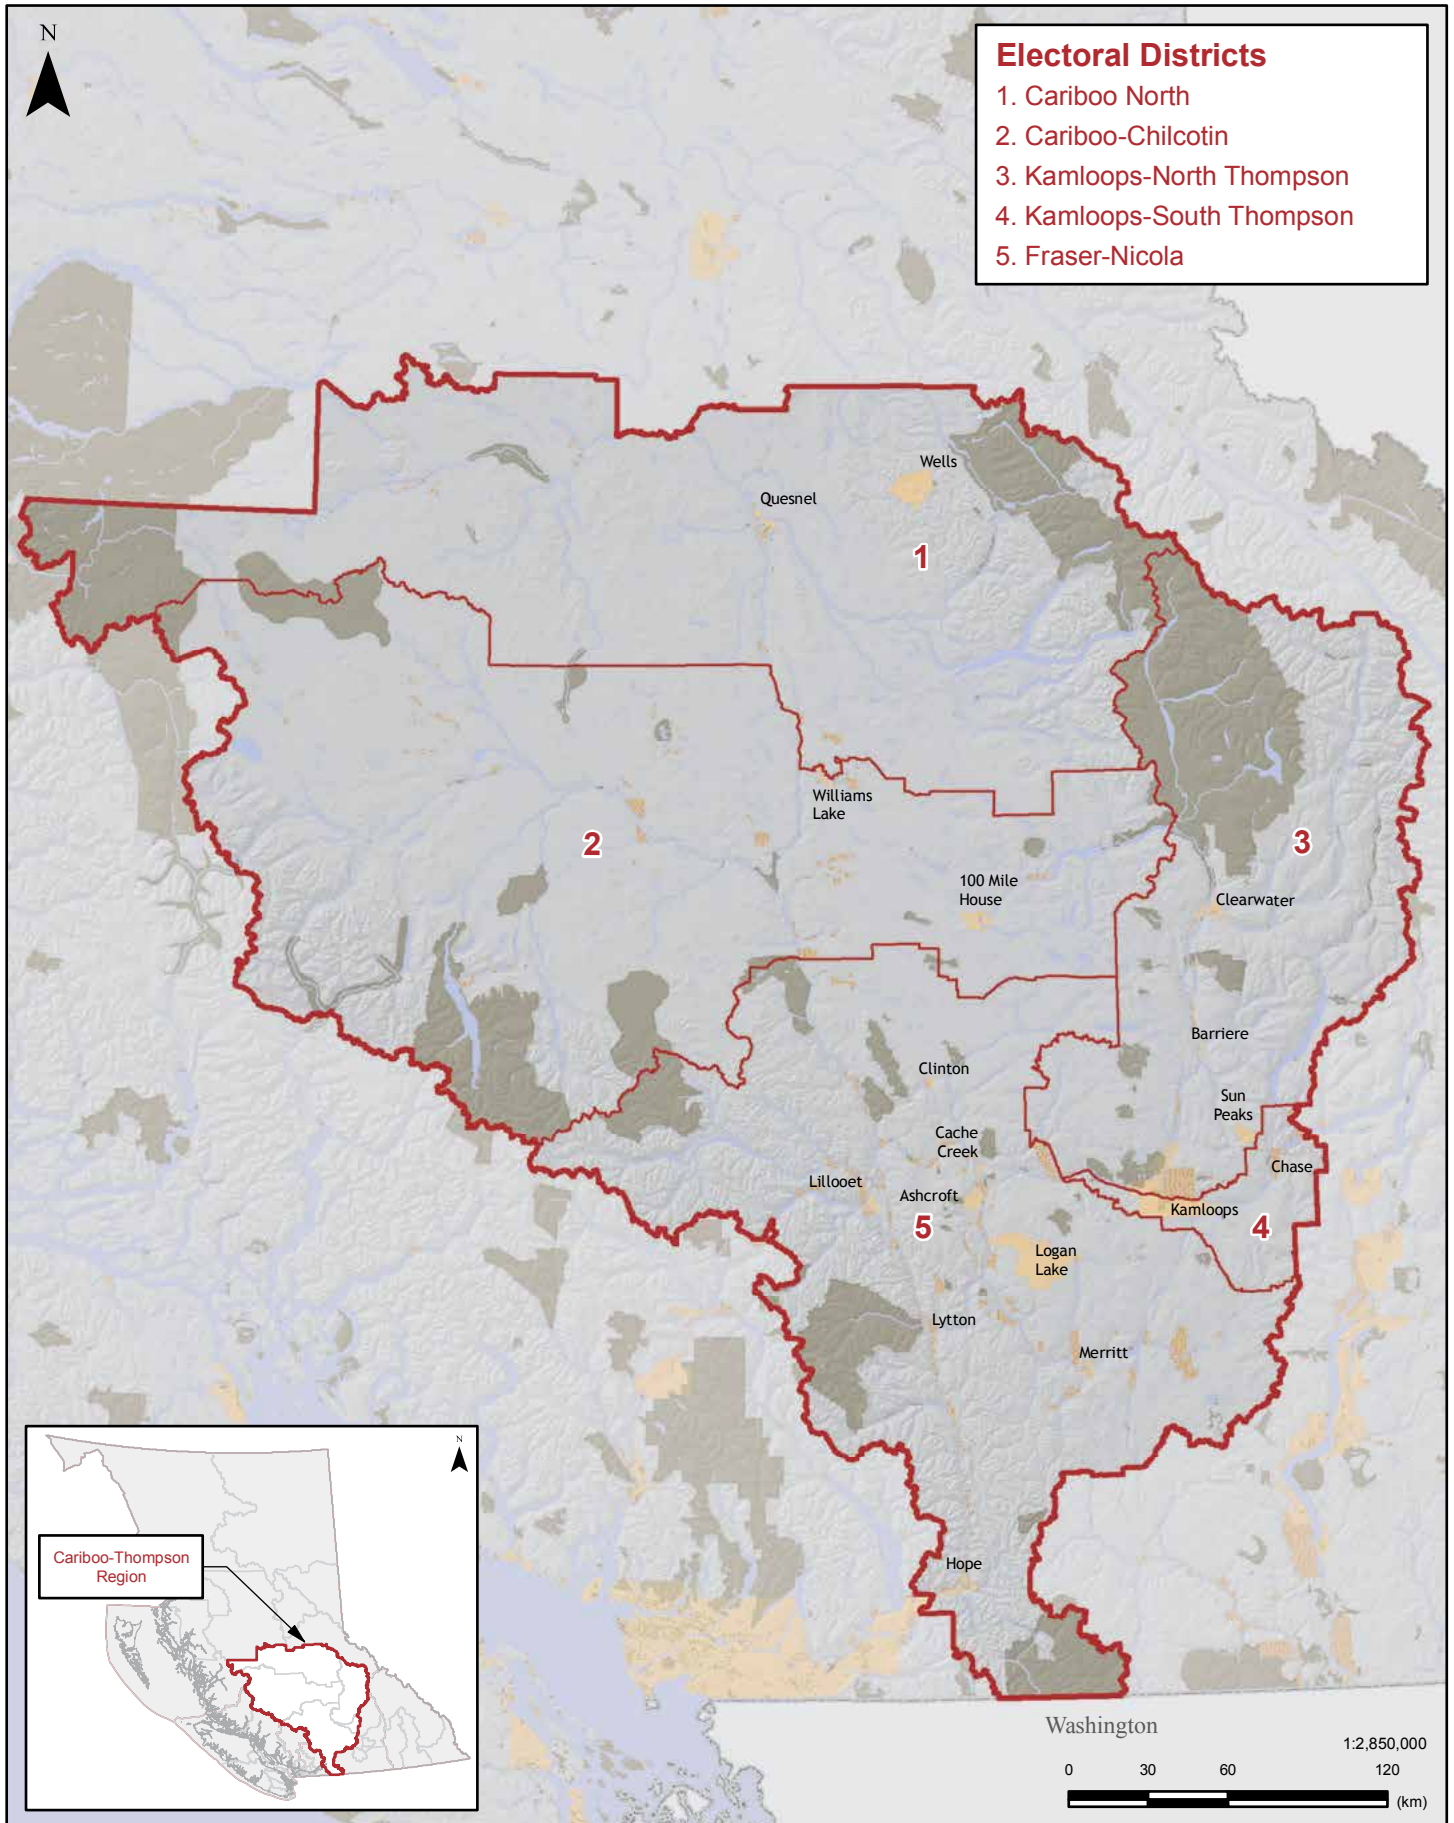 N
Electoral Districts
1. Cariboo North
2. Cariboo-Chilcotin
3. Kamloops-North Thompson
4. Kamloops-South Thompson
5. Fraser-Nicola
Wells
Quesnel
1
Williams
Lake
2
3
100 Mile
House
Clearwater
Barriere
Clinton
Sun
Peaks
Cache
Creek
Chase
Lillooet
Ashcroft
Kamloops
5
4
Logan
Lake
Lytton
Merritt
Hope
N
Cariboo-Thompson
Region
Washington
1:2,850,000
0 30 60 120
(km)